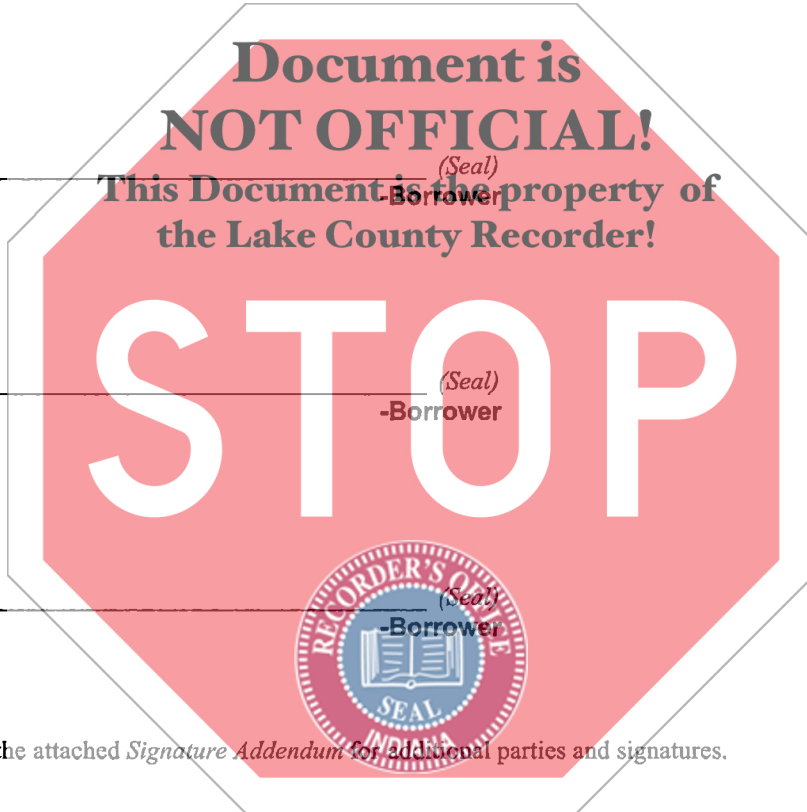 Document is
NOT OFFICIAL!
(Seal)
This Document is the property of
-Borrower
the Lake County Recorder!
STOP
(Seal)
-Borrower
RECORDER'S OFFICE
(Seal)
-Borrower
SEAL
INDIANA
he attached Signature Addendum for additional parties and signatures.